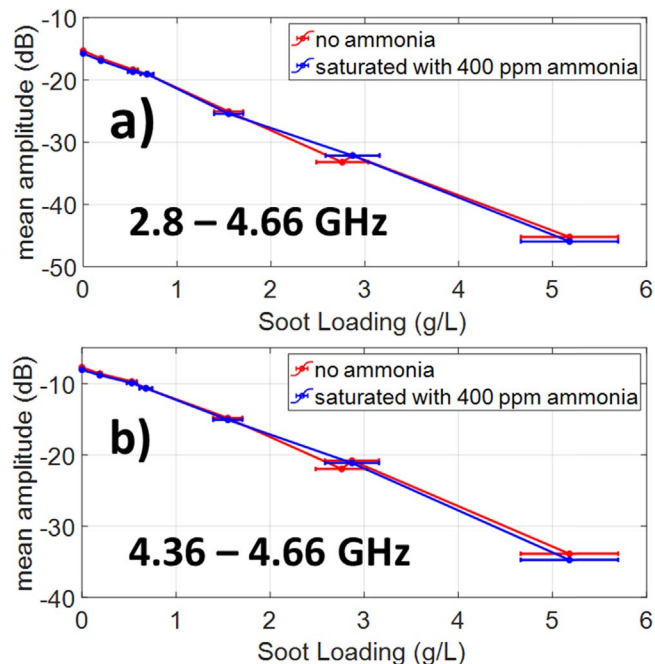 -10
no ammonia
saturated with 400 ppm ammonia
-20
a)
-30
-40
2.8 – 4.66 GHz
-50
mean amplitude (dB)
0 1 2 3 4 5 6
Soot Loading (g/L)
no ammonia
saturated with 400 ppm ammonia
-10
b)
-20
-30
4.36 – 4.66 GHz
-40
mean amplitude (dB)
0 1 2 3 4 5 6
Soot Loading (g/L)